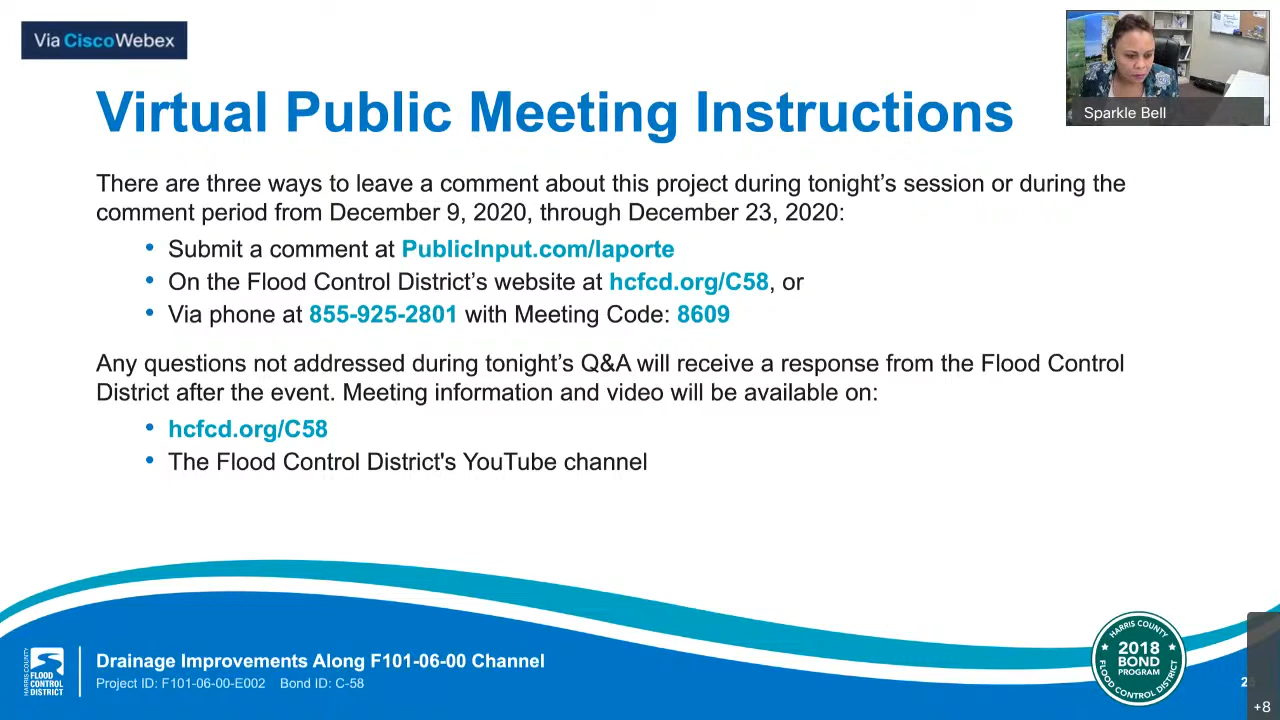 Via CiscoWebex
Sparkle Bell
Virtual Public Meeting Instructions
There are three ways to leave a comment about this project during tonight’s session or during the
comment period from December 9, 2020, through December 23, 2020:
• Submit a comment at PublicInput.com/laporte
• On the Flood Control District’s website at hcfcd.org/C58, or
• Via phone at 855-925-2801 with Meeting Code: 8609
Any questions not addressed during tonight’s Q&A will receive a response from the Flood Control
District after the event. Meeting information and video will be available on:
• hcfcd.org/C58
• The Flood Control District's YouTube channel
HARRIS COUNTY
FLOOD
CONTROL
DISTRICT
Drainage Improvements Along F101-06-00 Channel
Project ID: F101-06-00-E002 Bond ID: C-58
HARRIS COUNTY
2018
BOND
PROGRAM
FLOOD CONTROL DISTRICT
+8